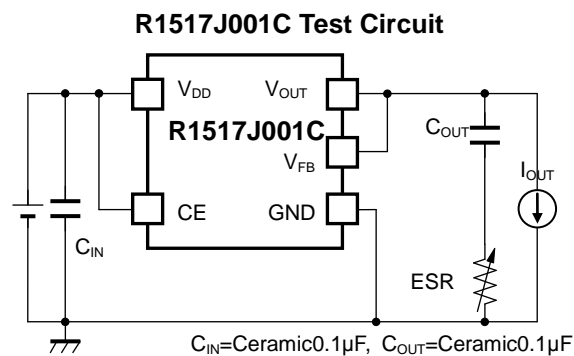 R1517J001C Test Circuit
VDD VOUT
R1517J001C
COUT
VFB
IOUT
CE GND
CIN
ESR
CIN=Ceramic0.1μF, COUT=Ceramic0.1μF